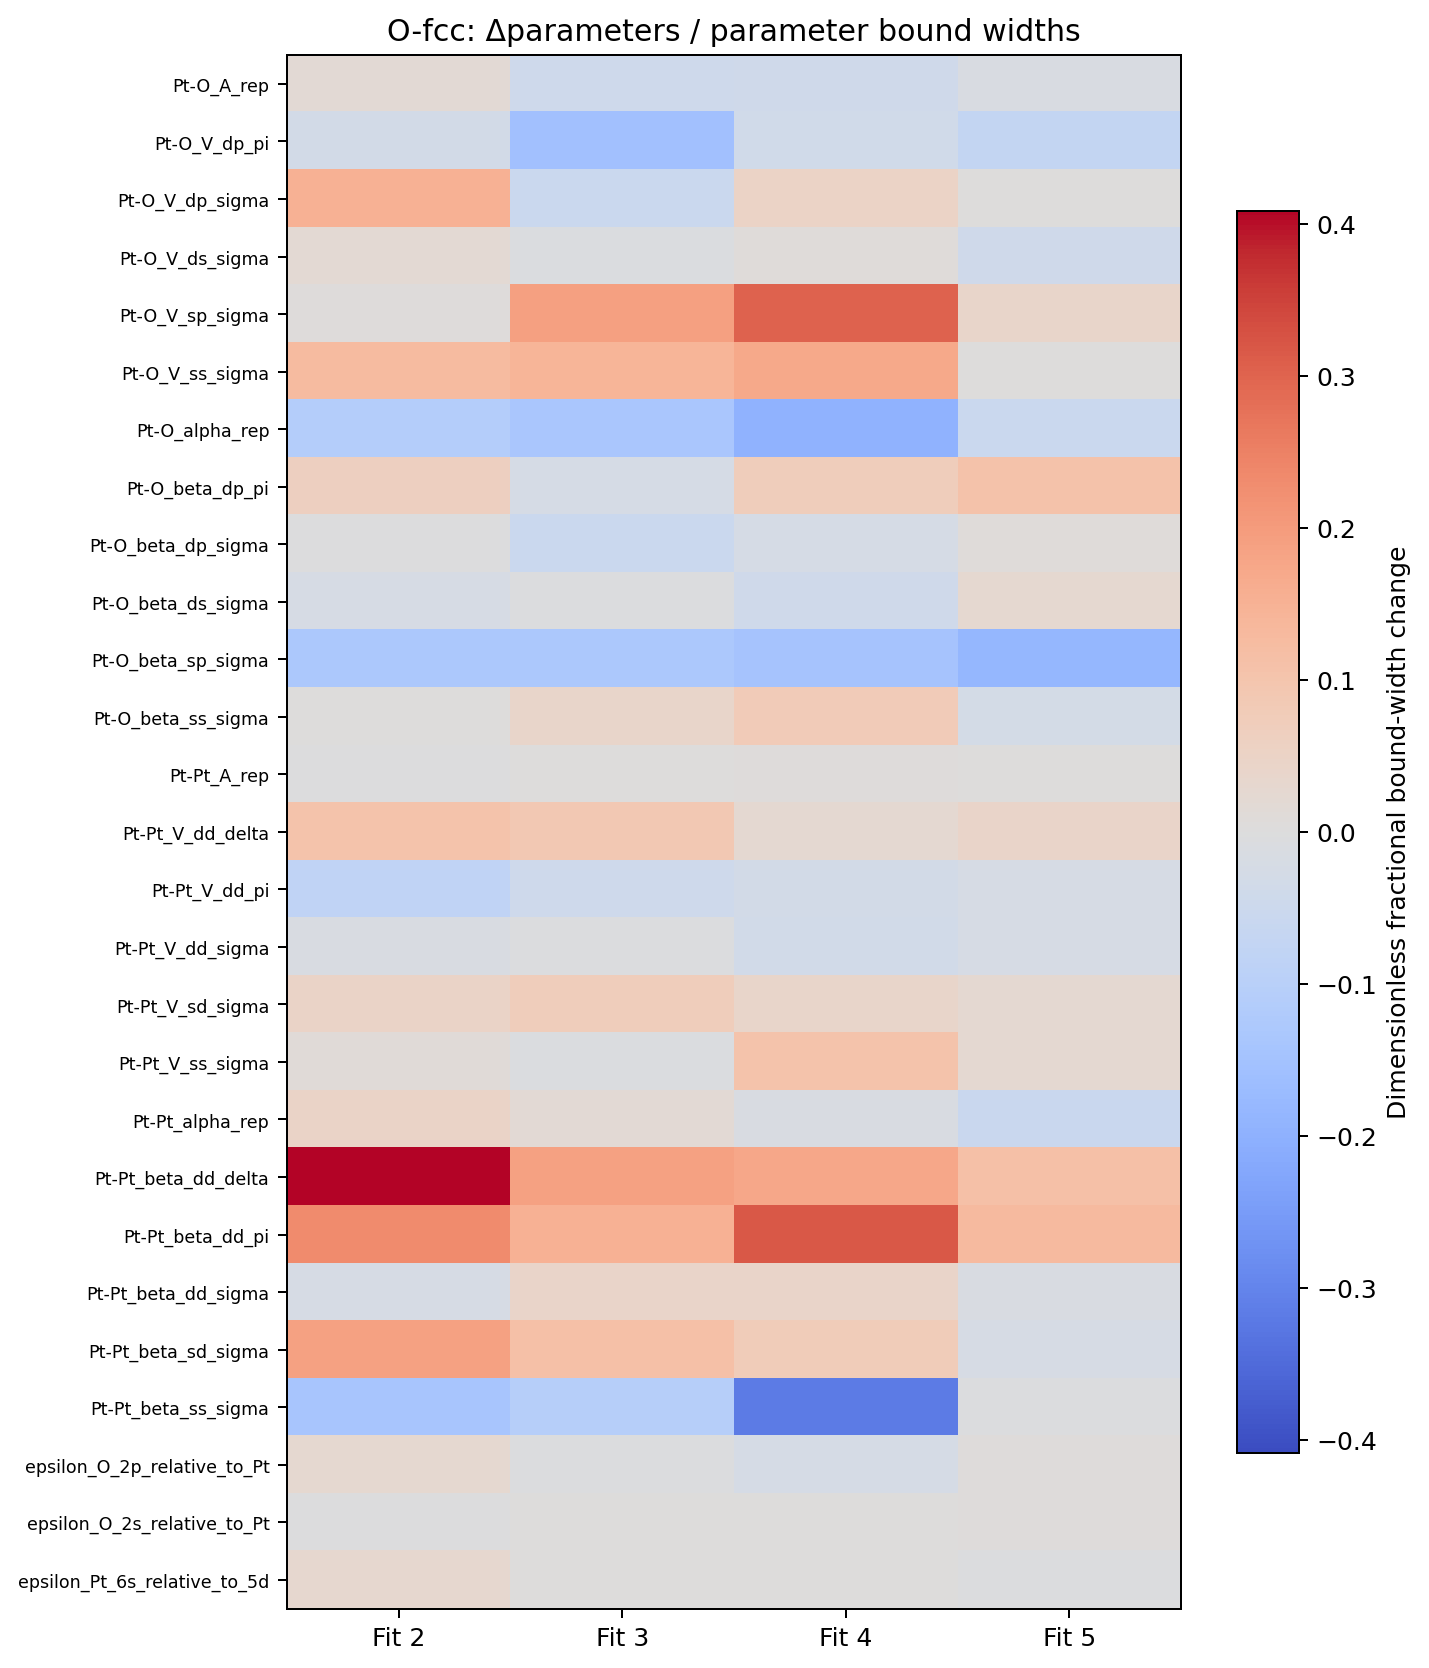 O-fcc: Δparameters / parameter bound widths
Pt-O_A_rep
Pt-O_V_dp_pi
Pt-O_V_dp_sigma
Pt-O_V_ds_sigma
Pt-O_V_sp_sigma
Pt-O_V_ss_sigma
Pt-O_alpha_rep
Pt-O_beta_dp_pi
Pt-O_beta_dp_sigma
Pt-O_beta_ds_sigma
Pt-O_beta_sp_sigma
Pt-O_beta_ss_sigma
Pt-Pt_A_rep
Pt-Pt_V_dd_delta
Pt-Pt_V_dd_pi
Pt-Pt_V_dd_sigma
Pt-Pt_V_sd_sigma
Pt-Pt_V_ss_sigma
Pt-Pt_alpha_rep
Pt-Pt_beta_dd_delta
Pt-Pt_beta_dd_pi
Pt-Pt_beta_dd_sigma
Pt-Pt_beta_sd_sigma
Pt-Pt_beta_ss_sigma
epsilon_O_2p_relative_to_Pt
epsilon_O_2s_relative_to_Pt
epsilon_Pt_6s_relative_to_5d
Fit 2
Fit 3
Fit 4
Fit 5
0.4
0.3
0.2
0.1
0.0
−0.1
−0.2
−0.3
−0.4
Dimensionless fractional bound-width change